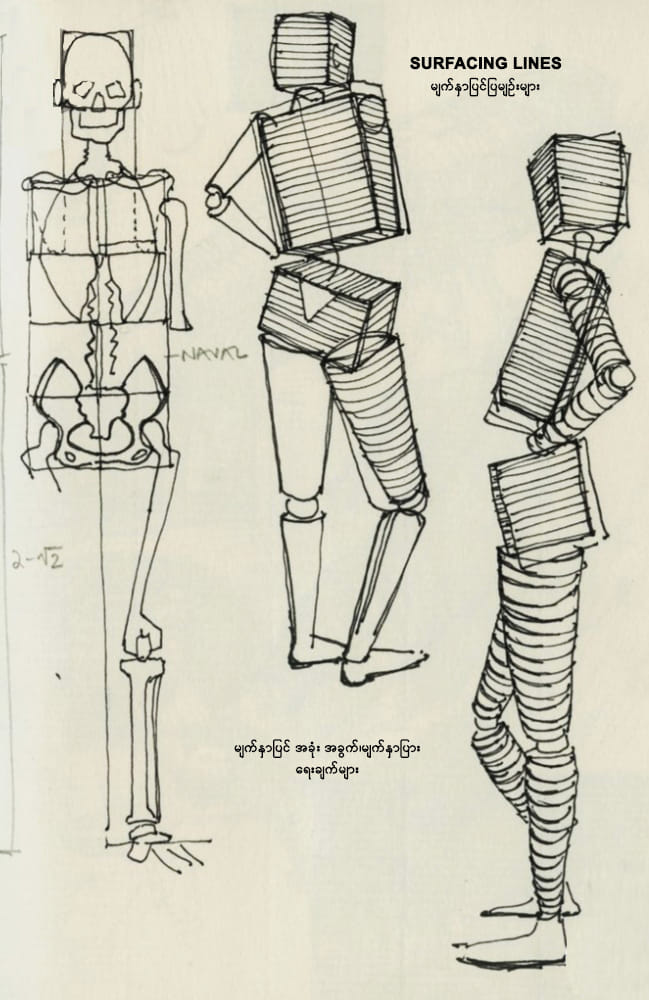 SURFACING LINES
မျက်နှာပြင်ပြမျဉ်းများ
NAVAL
2-√2
မျက်နှာပြင် အခုံး အခွက်၊မျက်နှာပြား
ရေးချက်များ